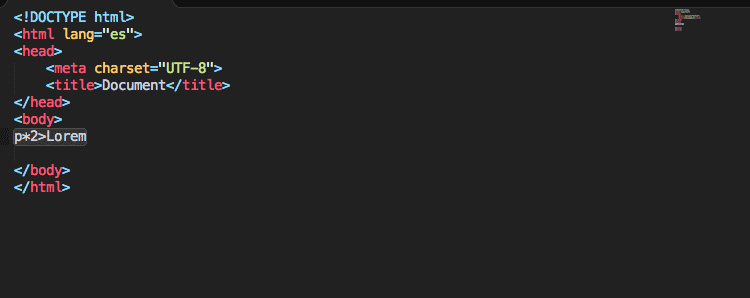 <!DOCTYPE html>
<html lang="es">
<head>
    <meta charset="UTF-8">
    <title>Document</title>
</head>
<body>
p*2>Lorem

</body>
</html>